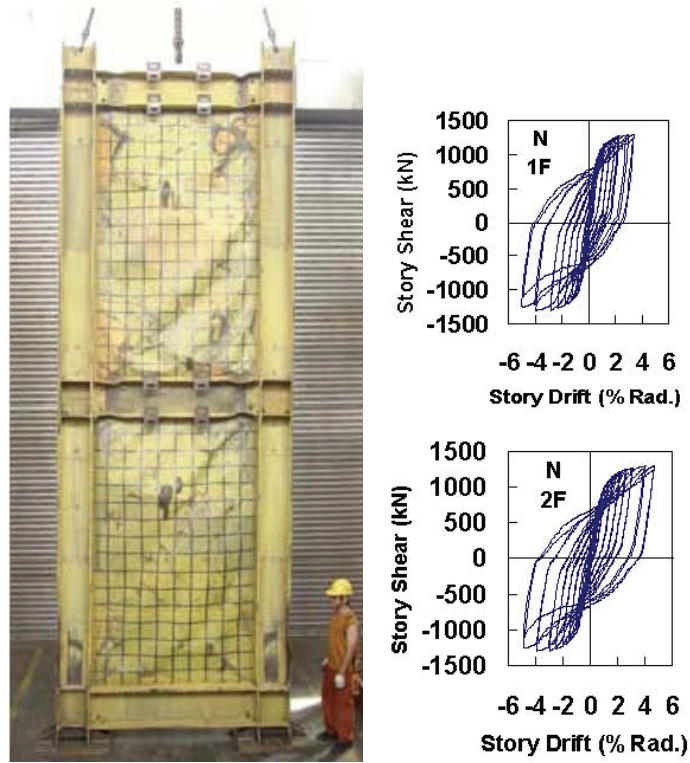 1500
1000
500
0
-500
-1000
-1500
N
1F
Story Shear (kN)
-6 -4 -2 0 2 4 6
Story Drift (% Rad.)
1500
1000
500
0
-500
-1000
-1500
N
2F
Story Shear (kN)
-6 -4 -2 0 2 4 6
Story Drift (% Rad.)